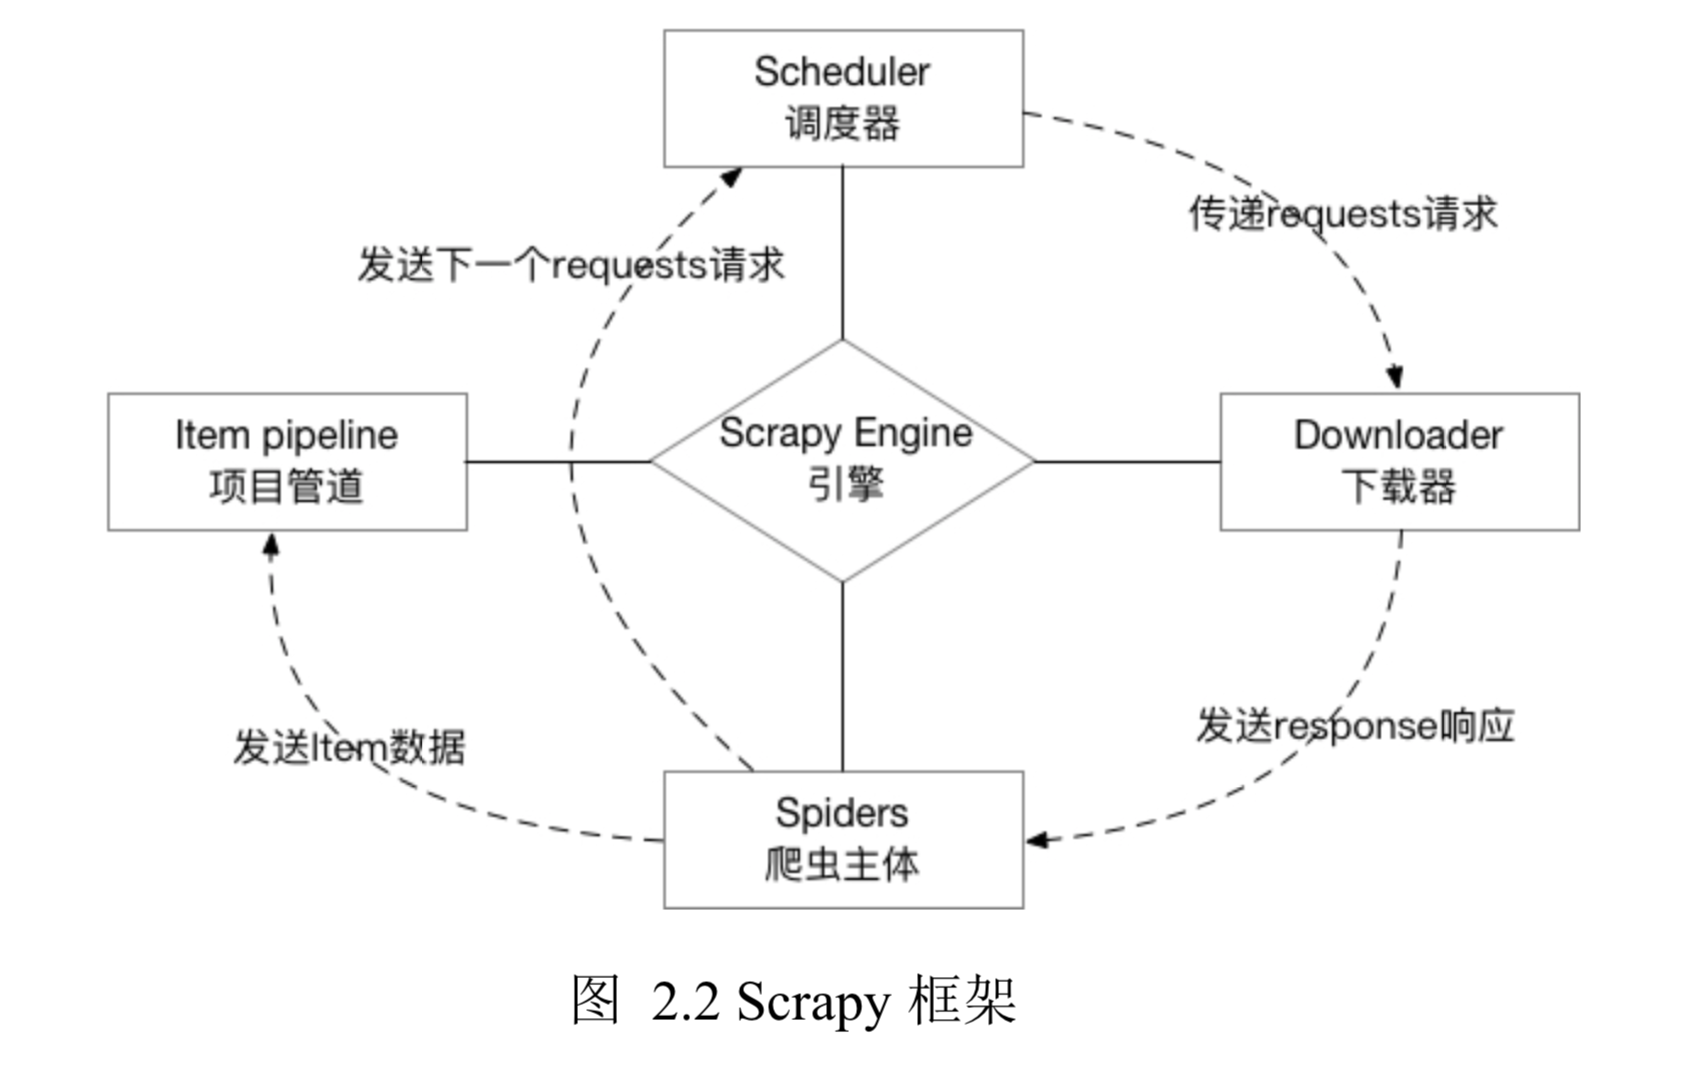 Scheduler
调度器
传递requests请求
发送下一个requests请求
Item pipeline
项目管道
Scrapy Engine
引擎
Downloader
下载器
发送Item数据
发送response响应
Spiders
爬虫主体
图 2.2 Scrapy 框架